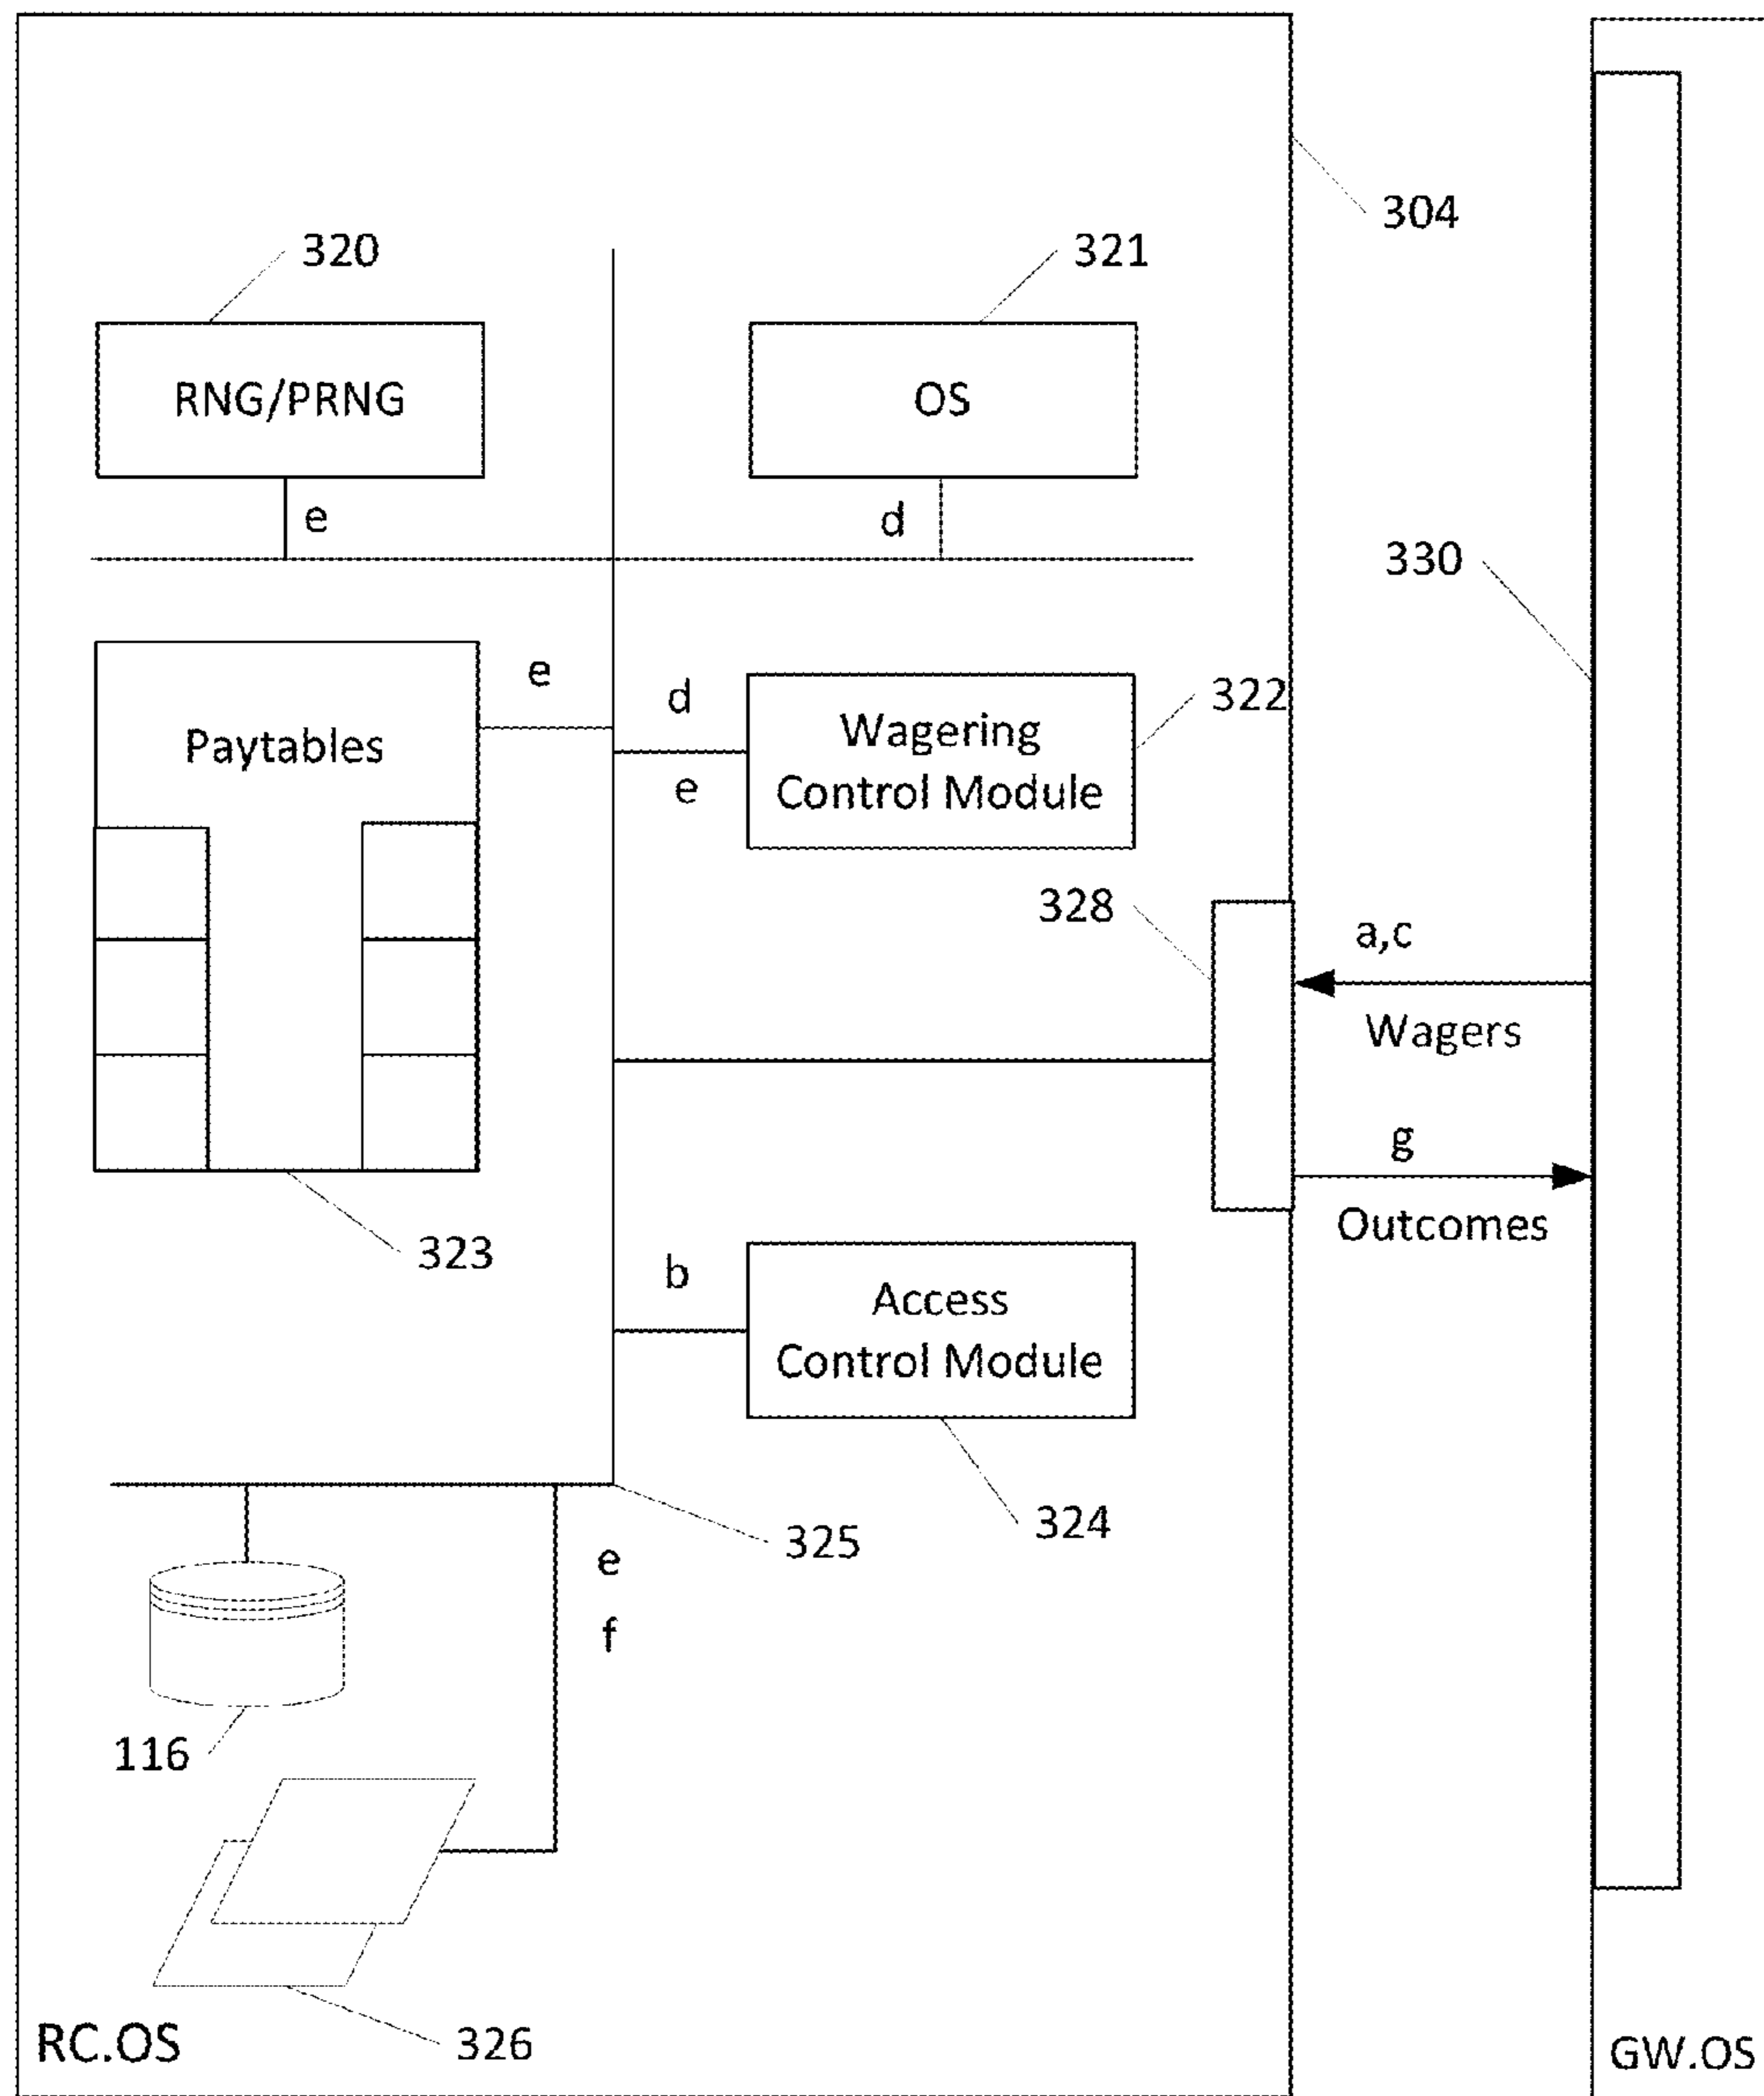 304
320
321
RNG/PRNG
OS
e
d
330
e
d
322
Paytables
Wagering
Control Module
e
328
a,c
Wagers
g
Outcomes
323
b
Access
Control Module
324
325
e
f
116
326
RC.OS
GW.OS